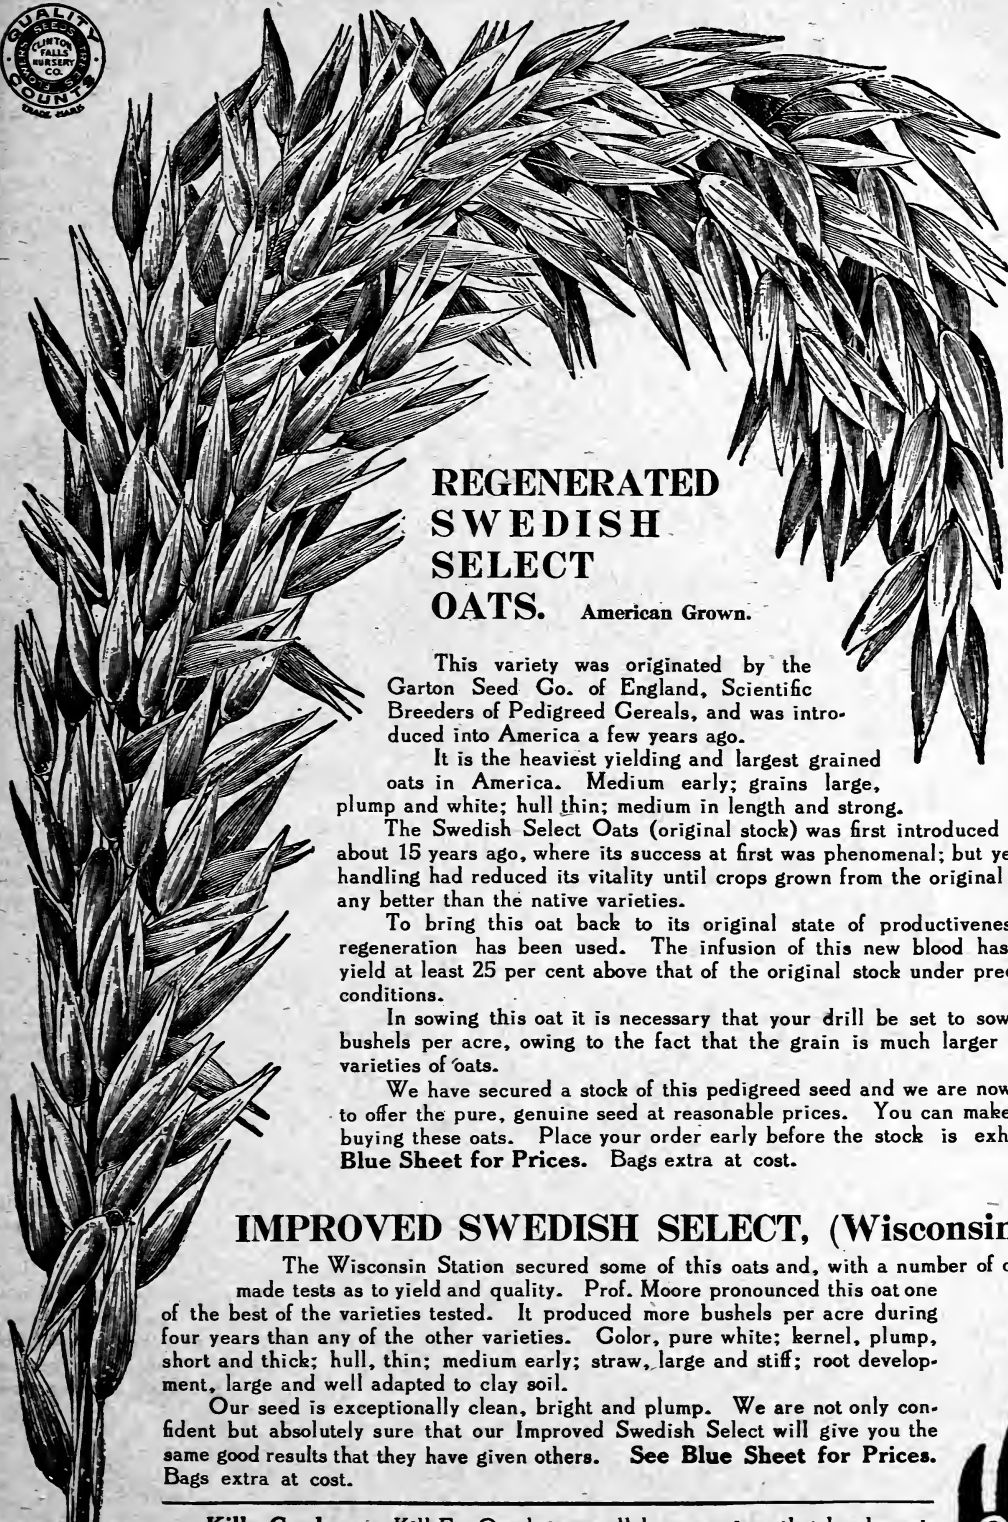 QUALITY
SEEDS TREES
FLOWERS
CLINTON
FALLS
NURSERY
CO.
COUNTS
TRADE MARK
REGENERATED
SWEDISH
SELECT
OATS. American Grown.
This variety was originated by the
Garton Seed Co. of England, Scientific
Breeders of Pedigreed Cereals, and was intro-
duced into America a few years ago.
It is the heaviest yielding and largest grained
oats in America. Medium early; grains large,
plump and white; hull thin; medium in length and strong.
The Swedish Select Oats (original stock) was first introduced
about 15 years ago, where its success at first was phenomenal; but ye
handling had reduced its vitality until crops grown from the original
any better than the native varieties.
To bring this oat back to its original state of productivenes
regeneration has been used. The infusion of this new blood has
yield at least 25 per cent above that of the original stock under pre
conditions.
In sowing this oat it is necessary that your drill be set to sow
bushels per acre, owing to the fact that the grain is much larger
varieties of oats.
We have secured a stock of this pedigreed seed and we are now
to offer the pure, genuine seed at reasonable prices. You can make
buying these oats. Place your order early before the stock is exh
Blue Sheet for Prices. Bags extra at cost.
IMPROVED SWEDISH SELECT, (Wisconsin
The Wisconsin Station secured some of this oats and, with a number of o
made tests as to yield and quality. Prof. Moore pronounced this oat one
of the best of the varieties tested. It produced more bushels per acre during
four years than any of the other varieties. Color, pure white; kernel, plump,
short and thick; hull, thin; medium early; straw, large and stiff; root develop-
ment, large and well adapted to clay soil.
Our seed is exceptionally clean, bright and plump. We are not only con-
fident but absolutely sure that our Improved Swedish Select will give you the
same good results that they have given others. See Blue Sheet for Prices.
Bags extra at cost.